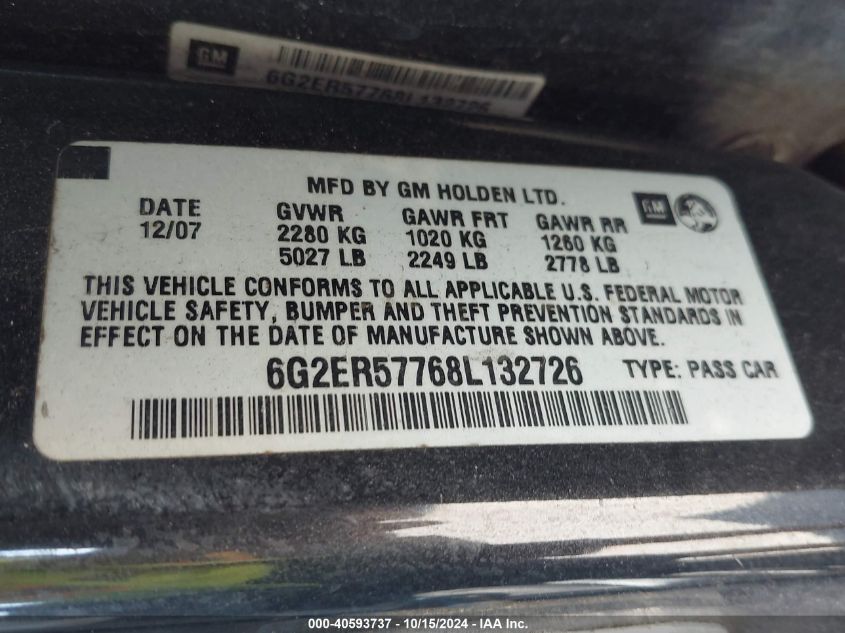 GM
6G2ER57768L132726
MFD BY GM HOLDEN LTD.
GM
DATE GVWR GAWR FRT GAWR RR
12/07 2280 KG 1020 KG 1260 KG
5027 LB 2249 LB 2778 LB
THIS VEHICLE CONFORMS TO ALL APPLICABLE U.S. FEDERAL MOTOR
VEHICLE SAFETY, BUMPER AND THEFT PREVENTION STANDARDS IN
EFFECT ON THE DATE OF MANUFACTURE SHOWN ABOVE.
6G2ER57768L132726 TYPE: PASS CAR
000-40593737 - 10/15/2024 - IAA Inc.